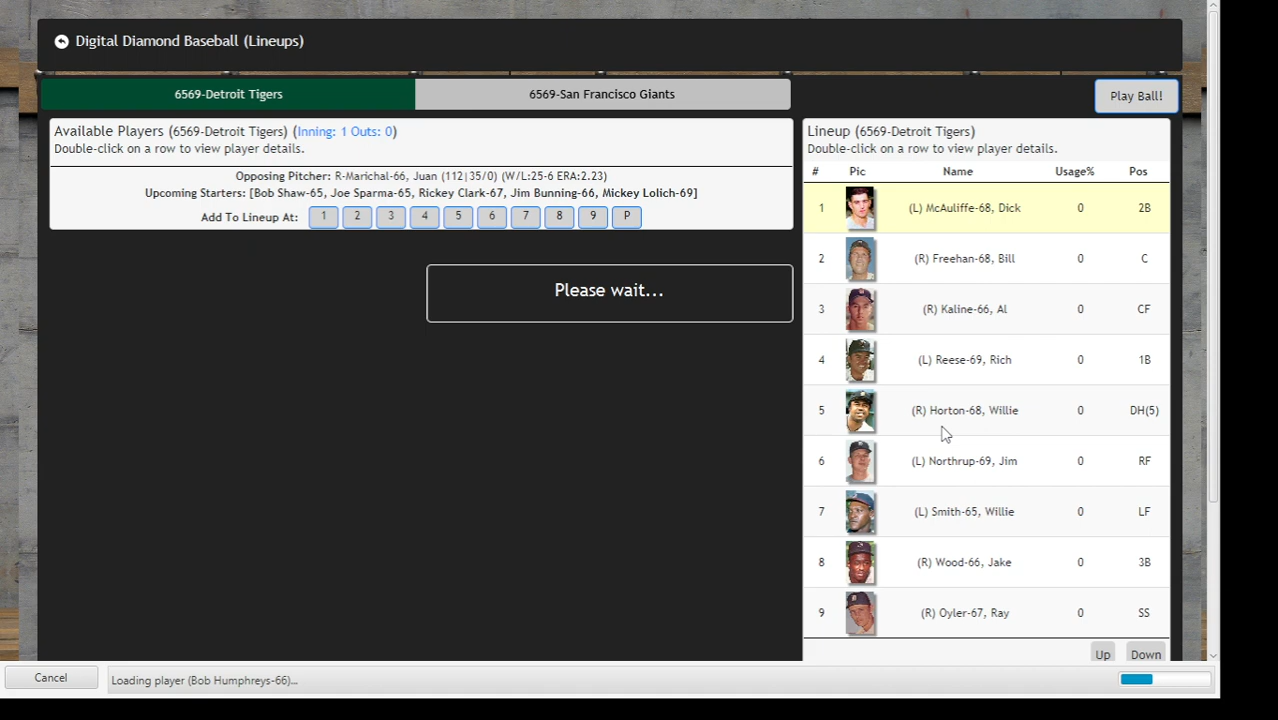 Digital Diamond Baseball (Lineups)
6569-Detroit Tigers
6569-San Francisco Giants
Play Ball!
Available Players (6569-Detroit Tigers) (Inning: 1 Outs: 0)
Double-click on a row to view player details.
Opposing Pitcher: R-Marichal-66, Juan (112|35/0) (W/L:25-6 ERA:2.23)
Upcoming Starters: [Bob Shaw-65, Joe Sparma-65, Rickey Clark-67, Jim Bunning-66, Mickey Lolich-69]
Add To Lineup At: 1 2 3 4 5 6 7 8 9 P
Please wait...
Lineup (6569-Detroit Tigers)
Double-click on a row to view player details.
# Pic Name Usage% Pos
1 (L) McAuliffe-68, Dick 0 2B
2 (R) Freehan-68, Bill 0 C
3 (R) Kaline-66, Al 0 CF
4 (L) Reese-69, Rich 0 1B
5 (R) Horton-68, Willie 0 DH(5)
6 (L) Northrup-69, Jim 0 RF
7 (L) Smith-65, Willie 0 LF
8 (R) Wood-66, Jake 0 3B
9 (R) Oyler-67, Ray 0 SS
Up Down
Cancel
Loading player (Bob Humphreys-66)...